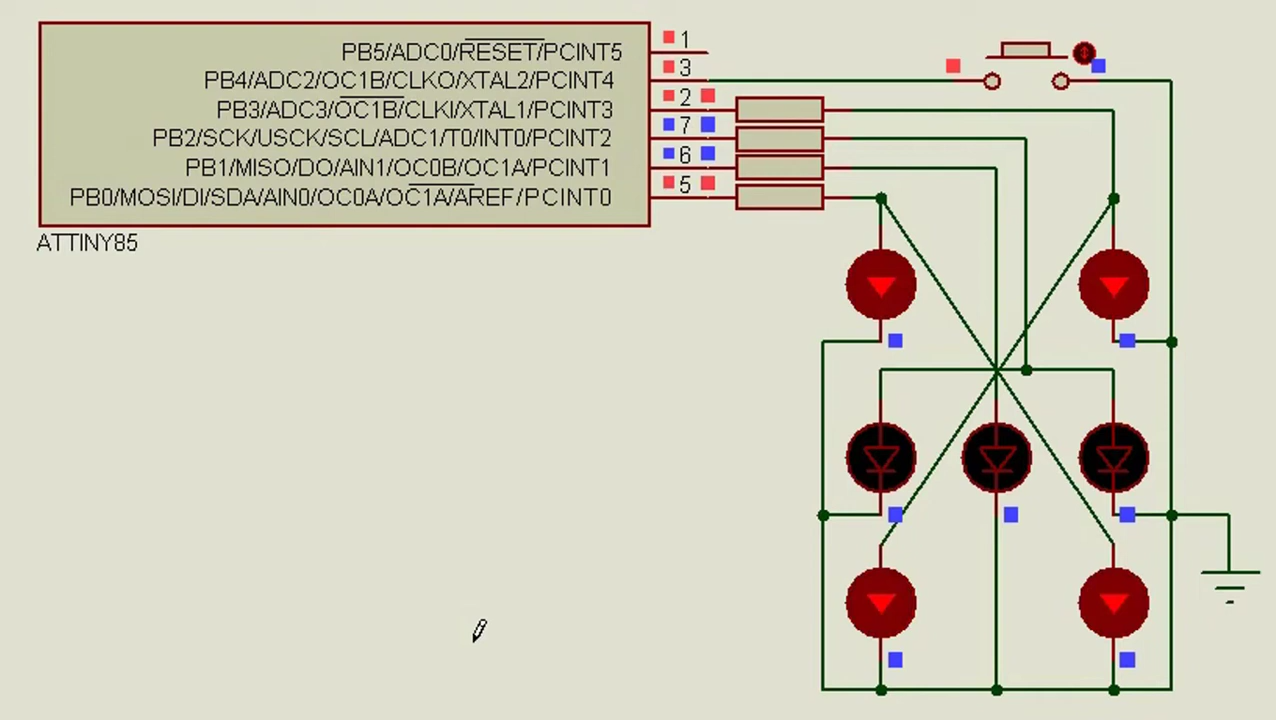 PB5/ADC0/RESET/PCINT5 1
PB4/ADC2/OC1B/CLKO/XTAL2/PCINT4 3
PB3/ADC3/OC1B/CLKI/XTAL1/PCINT3 2
PB2/SCK/USCK/SCL/ADC1/T0/INT0/PCINT2 7
PB1/MISO/DO/AIN1/OC0B/OC1A/PCINT1 6
PB0/MOSI/DI/SDA/AIN0/OC0A/OC1A/AREF/PCINT0 5
ATTINY85